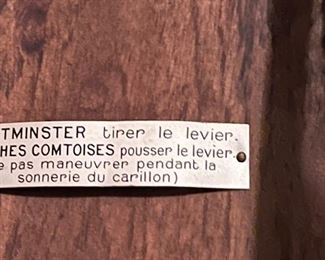 TMINSTER tirer le levier.
HES COMTOISES pousser le levier.
e pas maneuvrer pendant la
sonnerie du carillon)